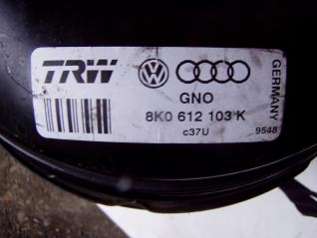 TRW
GNO
8K0 612 103 K
c37U
GERMANY
9548